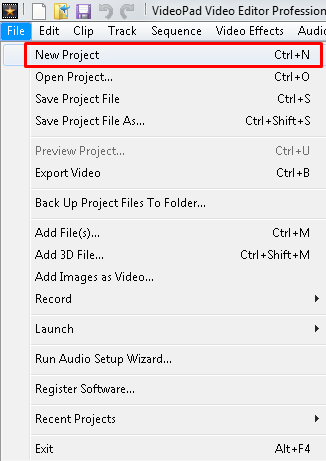 VideoPad Video Editor Profession
File Edit Clip Track Sequence Video Effects Audio
New Project Ctrl+N
Open Project... Ctrl+O
Save Project File Ctrl+S
Save Project File As... Ctrl+Shift+S
Preview Project... Ctrl+U
Export Video Ctrl+B
Back Up Project Files To Folder...
Add File(s)... Ctrl+M
Add 3D File... Ctrl+Shift+M
Add Images as Video...
Record
Launch
Run Audio Setup Wizard...
Register Software...
Recent Projects
Exit Alt+F4